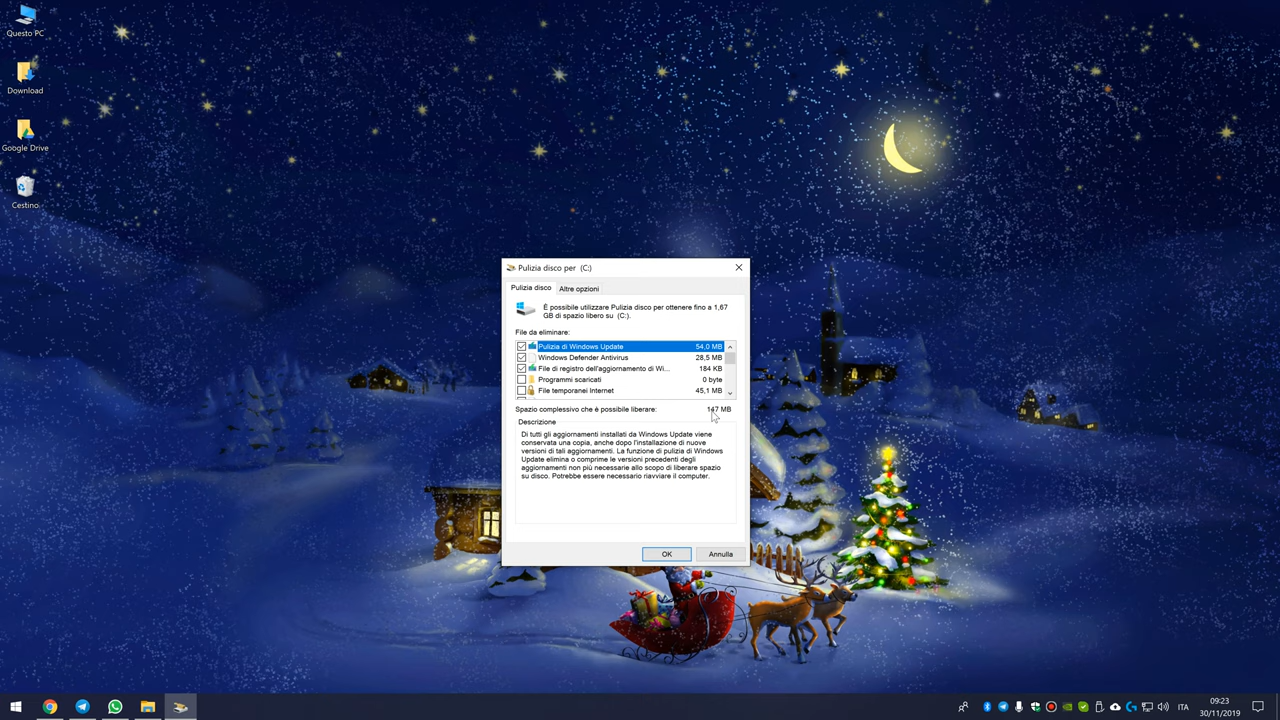 Questo PC
Download
Google Drive
Cestino
Pulizia disco per (C:)
Pulizia disco
Altre opzioni
È possibile utilizzare Pulizia disco per ottenere fino a 1,67
GB di spazio libero su (C:).
File da eliminare:
Pulizia di Windows Update 54,0 MB
Windows Defender Antivirus 28,5 MB
File di registro dell'aggiornamento di Wi... 184 KB
Programmi scaricati 0 byte
File temporanei Internet 45,1 MB
Spazio complessivo che è possibile liberare: 147 MB
Descrizione
Di tutti gli aggiornamenti installati da Windows Update viene
conservata una copia, anche dopo l'installazione di nuove
versioni di tali aggiornamenti. La funzione di pulizia di Windows
Update elimina o comprime le versioni precedenti degli
aggiornamenti non più necessarie allo scopo di liberare spazio
su disco. Potrebbe essere necessario riavviare il computer.
OK
Annulla
ITA
09:23
30/11/2019